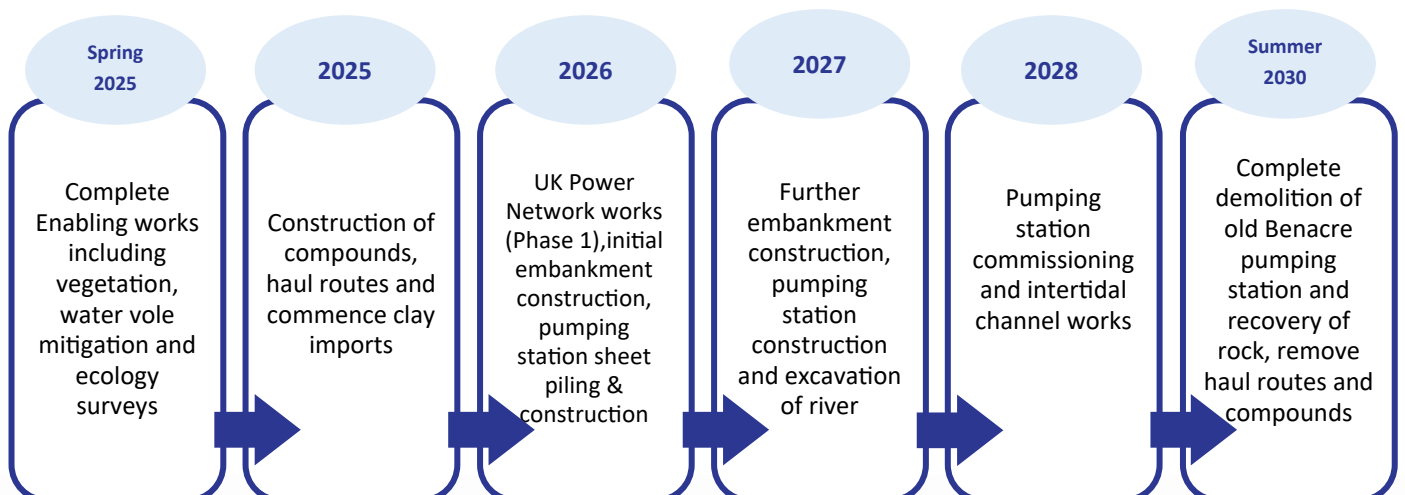 Spring
2025
Complete
Enabling works
including
vegetation,
water vole
mitigation and
ecology
surveys
2025
Construction of
compounds,
haul routes and
commence clay
imports
2026
UK Power
Network works
(Phase 1),initial
embankment
construction,
pumping
station sheet
piling &
construction
2027
Further
embankment
construction,
pumping
station
construction
and excavation
of river
2028
Pumping
station
commissioning
and intertidal
channel works
Summer
2030
Complete
demolition of
old Benacre
pumping
station and
recovery of
rock, remove
haul routes and
compounds